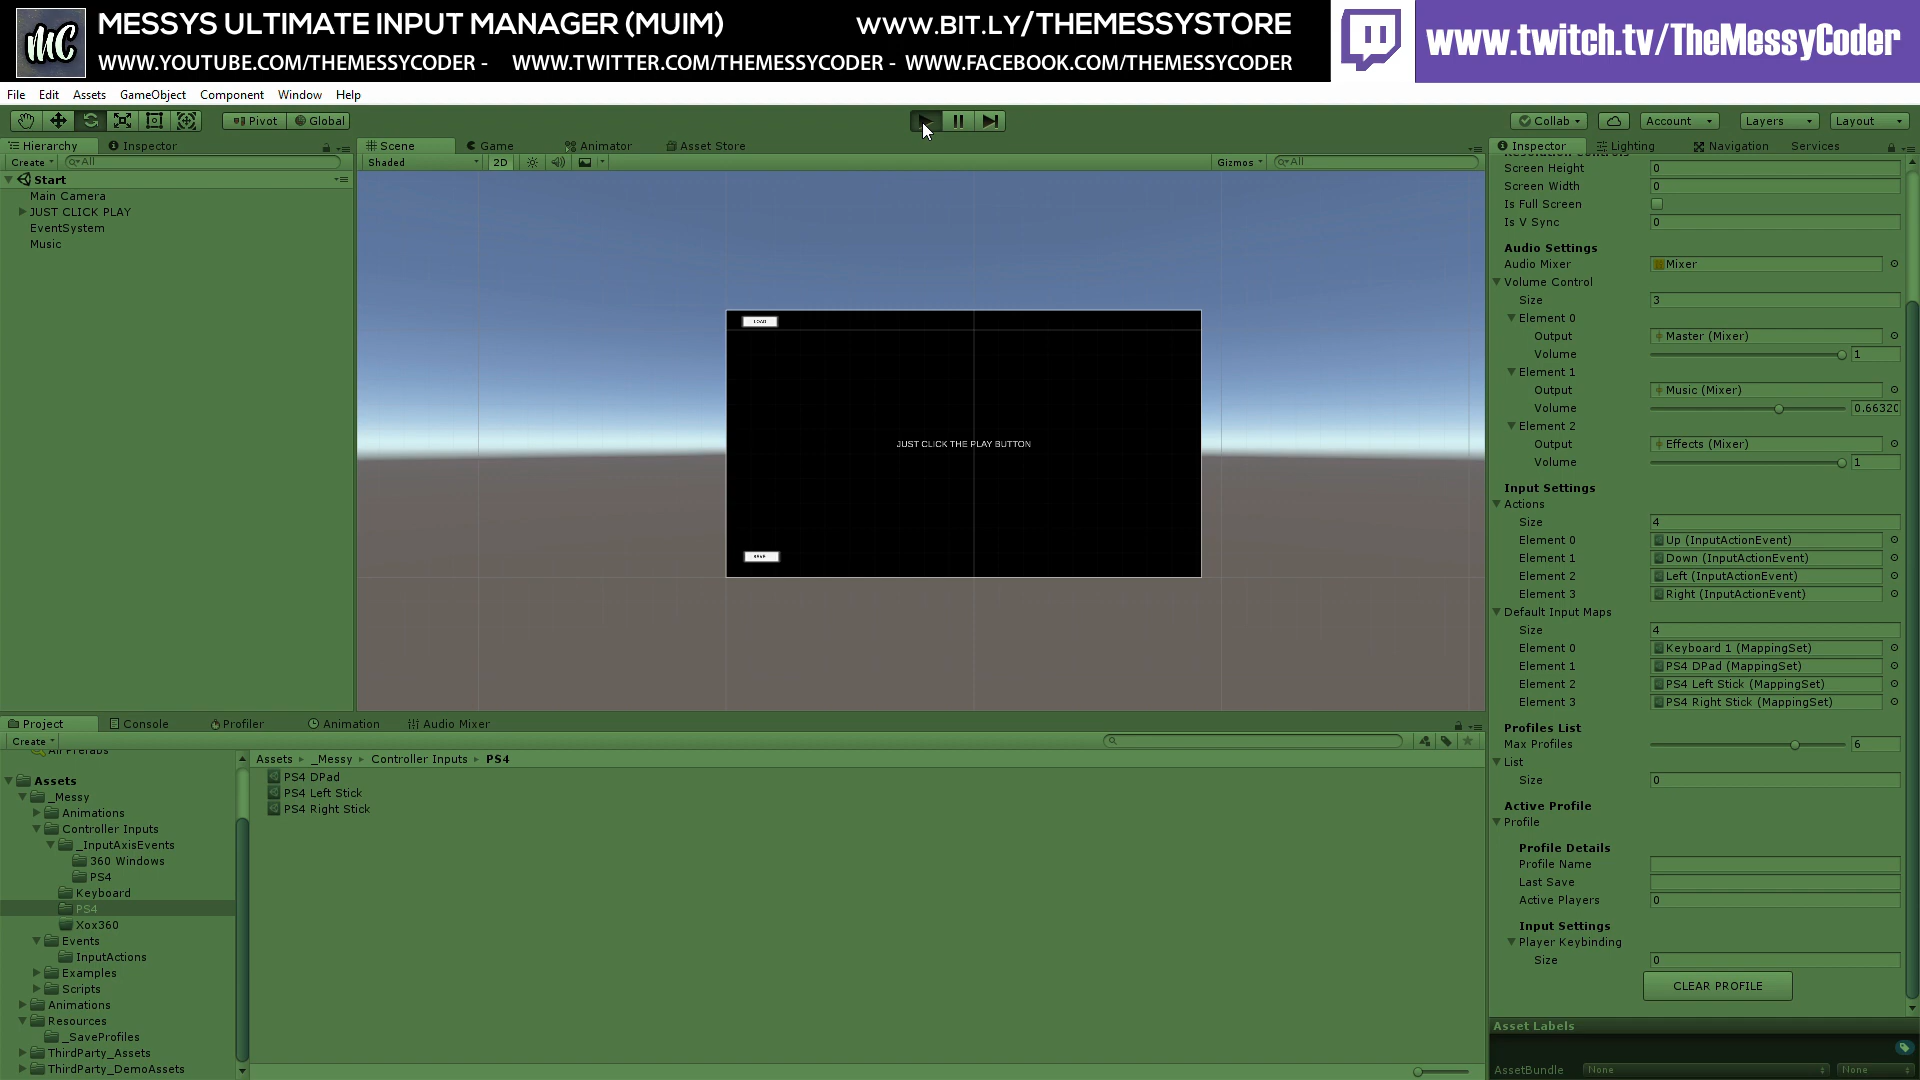 MC
MESSYS ULTIMATE INPUT MANAGER (MUIM)
WWW.BIT.LY/THEMESSYSTORE
WWW.YOUTUBE.COM/THEMESSYCODER - WWW.TWITTER.COM/THEMESSYCODER - WWW.FACEBOOK.COM/THEMESSYCODER
www.twitch.tv/TheMessyCoder
File Edit Assets GameObject Component Window Help
Pivot Global
Collab Account Layers Layout
Hierarchy Inspector
Create All
Start
Main Camera
JUST CLICK PLAY
EventSystem
Music
Scene Game Animator Asset Store
Shaded 2D Gizmos All
LOAD
JUST CLICK THE PLAY BUTTON
Inspector Lighting Navigation Services
Screen Height 0
Screen Width 0
Is Full Screen
Is V Sync 0
Audio Settings
Audio Mixer Mixer
Volume Control
Size 3
Element 0
Output Master (Mixer)
Volume 1
Element 1
Output Music (Mixer)
Volume 0.6632
Element 2
Output Effects (Mixer)
Volume 1
Input Settings
Actions
Size 4
Element 0 Up (InputActionEvent)
Element 1 Down (InputActionEvent)
Element 2 Left (InputActionEvent)
Element 3 Right (InputActionEvent)
Default Input Maps
Size 4
Element 0 Keyboard 1 (MappingSet)
Element 1 PS4 DPad (MappingSet)
Element 2 PS4 Left Stick (MappingSet)
Element 3 PS4 Right Stick (MappingSet)
Profiles List
Max Profiles 6
List
Size 0
Active Profile
Profile
Profile Details
Profile Name
Last Save
Active Players 0
Input Settings
Player Keybinding
Size 0
CLEAR PROFILE
Asset Labels
AssetBundle None None
Project Console Profiler Animation Audio Mixer
Create
All Prefabs
Assets
_Messy
Animations
Controller Inputs
_InputAxisEvents
360 Windows
PS4
Keyboard
PS4
Xox360
Events
InputActions
Examples
Scripts
Animations
Resources
_SaveProfiles
ThirdParty_Assets
ThirdParty_DemoAssets
Assets _Messy Controller Inputs PS4
PS4 DPad
PS4 Left Stick
PS4 Right Stick